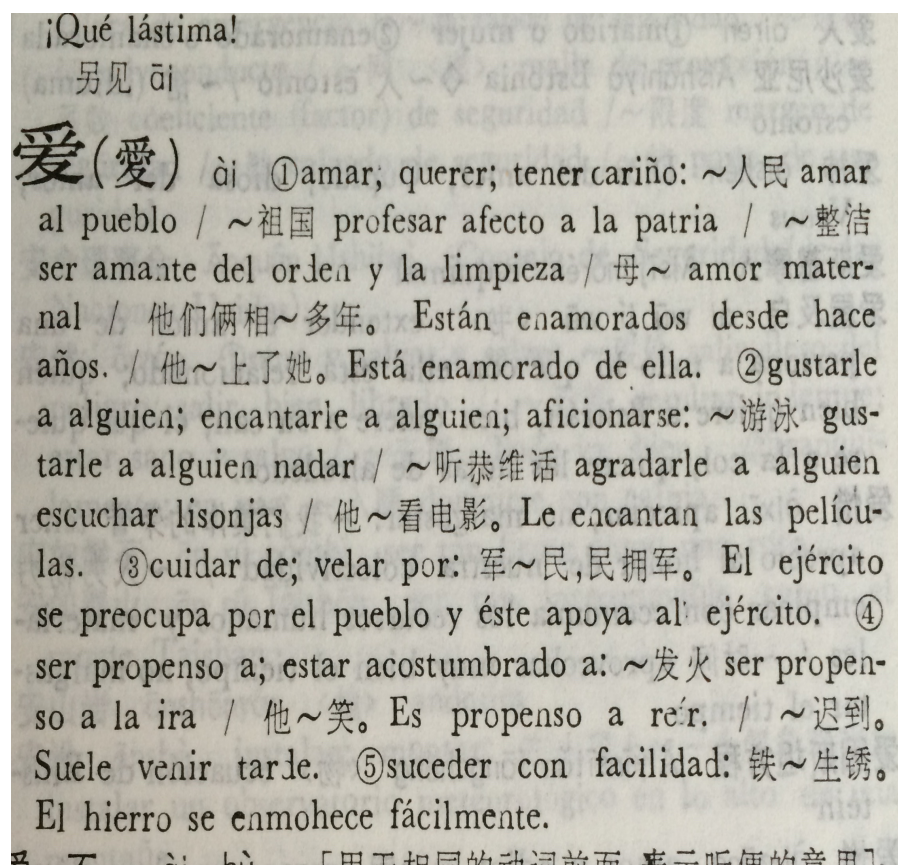 ¡Qué lástima!
另见 āi
爱(愛) ài ①amar; querer; tener cariño: ～人民 amar
al pueblo / ～祖国 profesar afecto a la patria / ～整洁
ser amante del orden y la limpieza / 母～ amor mater-
nal / 他们俩相～多年。 Están enamorados desde hace
años. / 他～上了她。Está enamorado de ella. ②gustarle
a alguien; encantarle a alguien; aficionarse: ～游泳 gus-
tarle a alguien nadar / ～听恭维话 agradarle a alguien
escuchar lisonjas / 他～看电影。Le encantan las pelícu-
las. ③cuidar de; velar por: 军～民,民拥军。 El ejército
se preocupa por el pueblo y éste apoya al ejército. ④
ser propenso a; estar acostumbrado a: ～发火 ser propen-
so a la ira / 他～笑。Es propenso a reír. / ～迟到。
Suele venir tarde. ⑤suceder con facilidad: 铁～生锈。
El hierro se enmohece fácilmente.